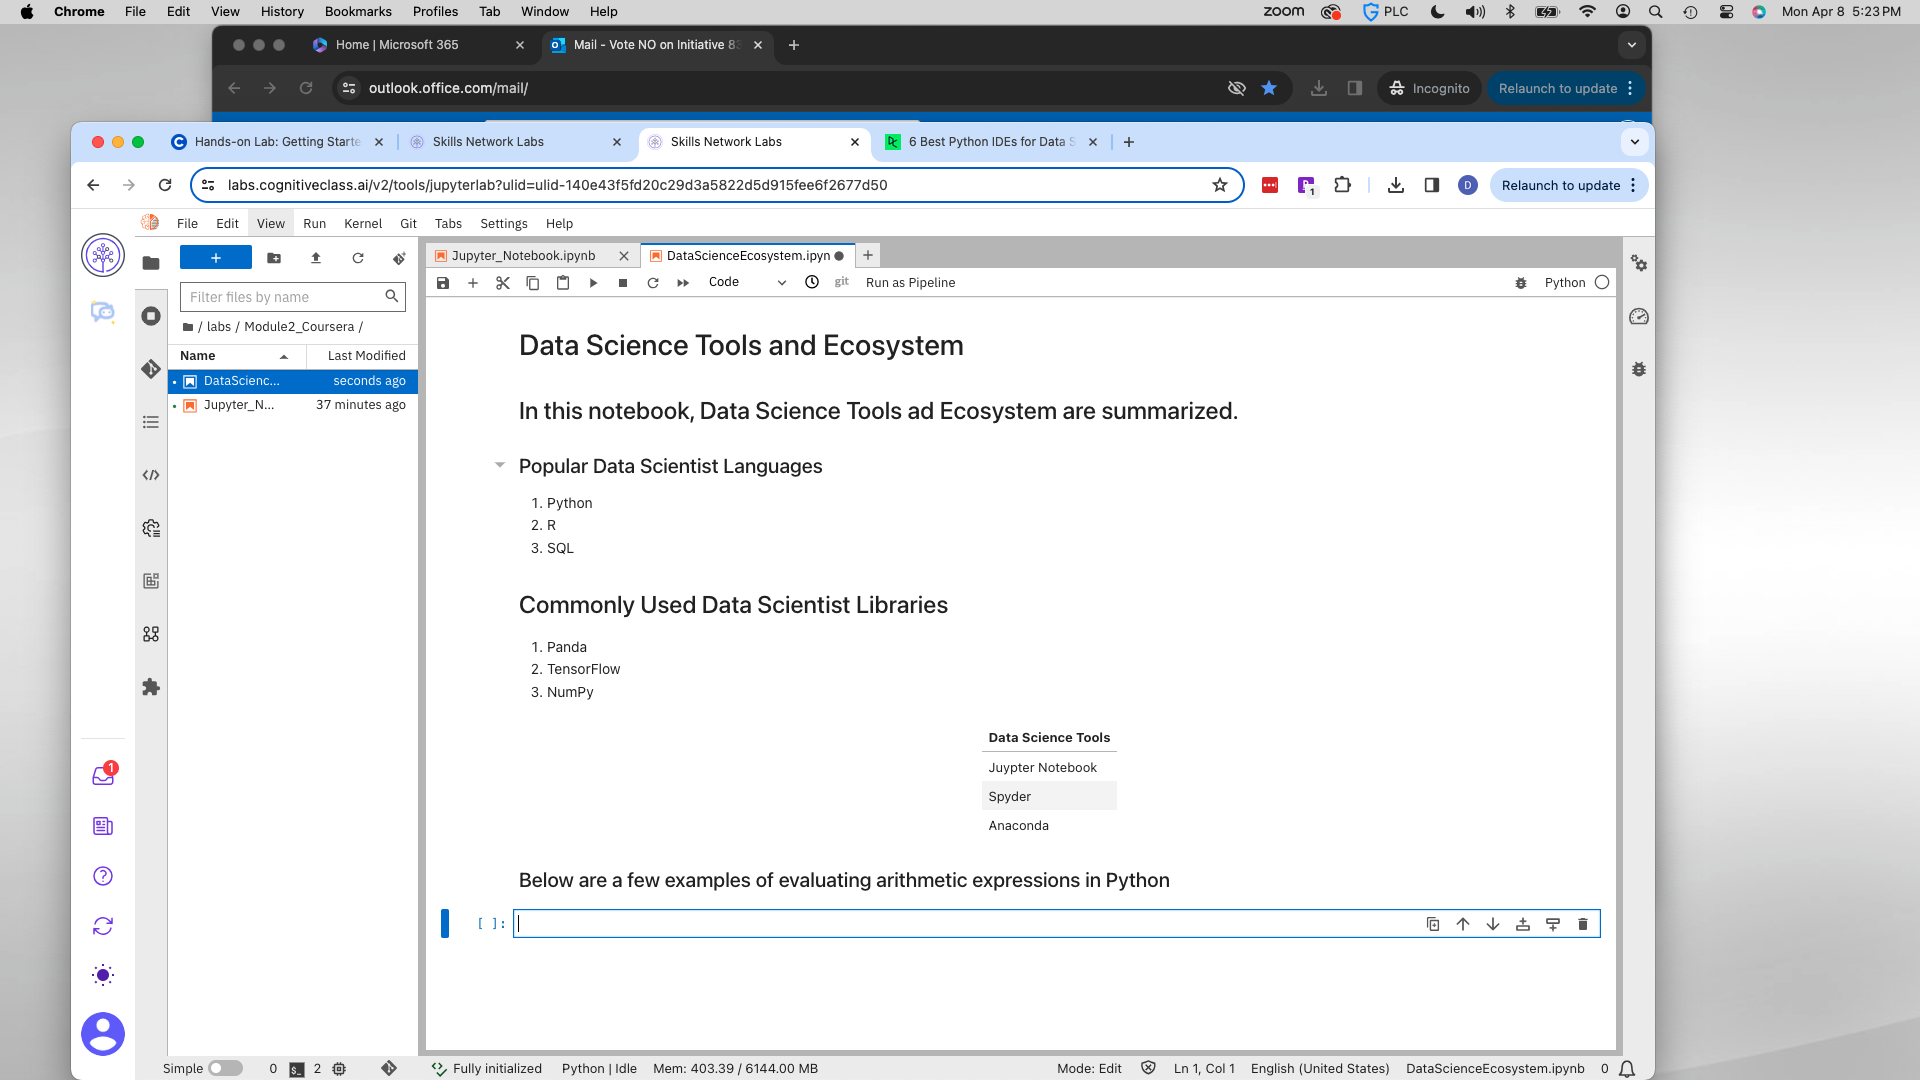 Chrome File Edit View History Bookmarks Profiles Tab Window Help zoom PLC Mon Apr 8 5:23 PM
Home | Microsoft 365 Mail - Vote NO on Initiative 83
outlook.office.com/mail/ Incognito Relaunch to update
Hands-on Lab: Getting Starte Skills Network Labs Skills Network Labs 6 Best Python IDEs for Data S
labs.cognitiveclass.ai/v2/tools/jupyterlab?ulid=ulid-140e43f5fd20c29d3a5822d5d915fee6f2677d50 1 D Relaunch to update
File Edit View Run Kernel Git Tabs Settings Help
Jupyter_Notebook.ipynb DataScienceEcosystem.ipyn
Code git Run as Pipeline Python
Filter files by name
/ labs / Module2_Coursera /
Name Last Modified
DataScienc... seconds ago
Jupyter_N... 37 minutes ago
Data Science Tools and Ecosystem
In this notebook, Data Science Tools ad Ecosystem are summarized.
Popular Data Scientist Languages
1. Python
2. R
3. SQL
Commonly Used Data Scientist Libraries
1. Panda
2. TensorFlow
3. NumPy
Data Science Tools
Juypter Notebook
Spyder
Anaconda
Below are a few examples of evaluating arithmetic expressions in Python
[ ]:
1
Simple 0 $_ 2 Fully initialized Python | Idle Mem: 403.39 / 6144.00 MB Mode: Edit Ln 1, Col 1 English (United States) DataScienceEcosystem.ipynb 0